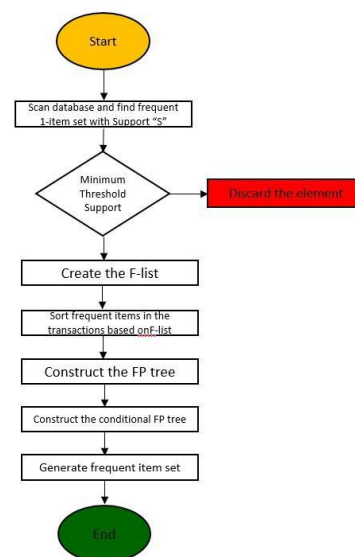 Start
Scan database and find frequent
1-item set with Support “S”
Minimum
Threshold
Support
Discard the element
Create the F-list
Sort frequent items in the
transactions based onF-list
Construct the FP tree
Construct the conditional FP tree
Generate frequent item set
End